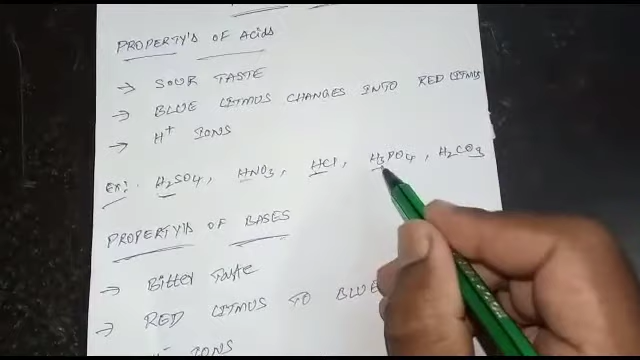 PROPERTY'S OF Acids
→ SOUR TASTE
→ BLUE LITMUS CHANGES INTO RED LITMUS
→ H+ IONS
Ex: H2SO4, HNO3, HCl, H3PO4, H2CO3
PROPERTY'S OF BASES
→ Bitter Taste
→ RED LITMUS TO BLUE
IONS